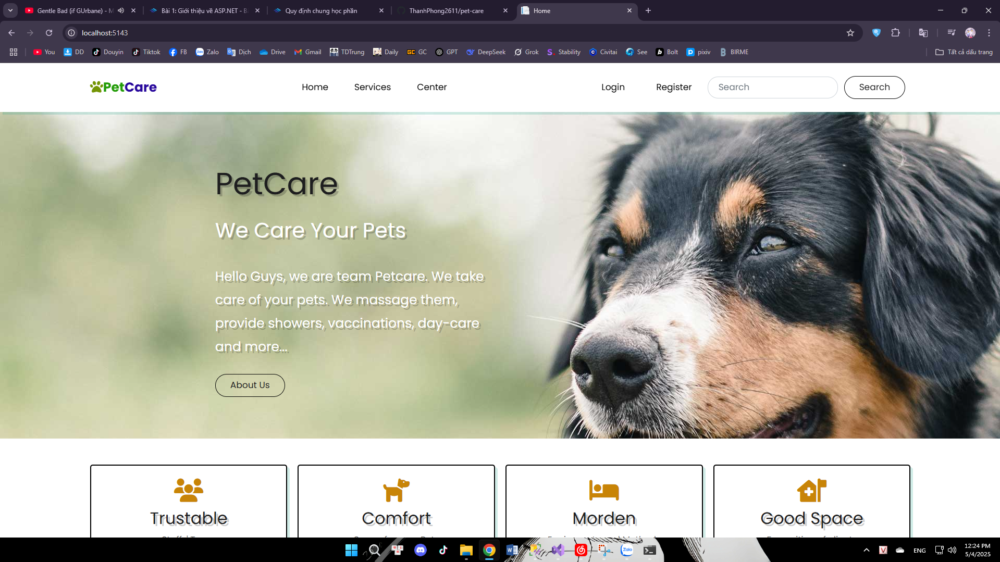 Gentle Bad (if GUrbane) - M
Bài 1: Giới thiệu về ASP.NET - B
Quy định chung học phần
ThanhPhong2611/pet-care
Home
localhost:5143
You
DD
Douyin
Tiktok
FB
Zalo
Dịch
Drive
Gmail
TDTrung
Daily
GC
GPT
DeepSeek
Grok
Stability
Civitai
See
Bolt
pixiv
BIRME
Tất cả dấu trang
PetCare
Home
Services
Center
Login
Register
Search
Search
PetCare
We Care Your Pets
Hello Guys, we are team Petcare. We take
care of your pets. We massage them,
provide showers, vaccinations, day-care
and more...
About Us
Trustable
Comfort
Morden
Good Space
ENG
12:24 PM
5/4/2025